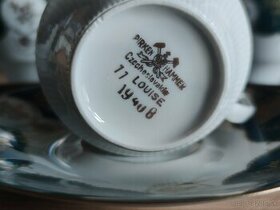 PIRKEN HAMMER
Czechoslovakia
77 LOUISE
19408